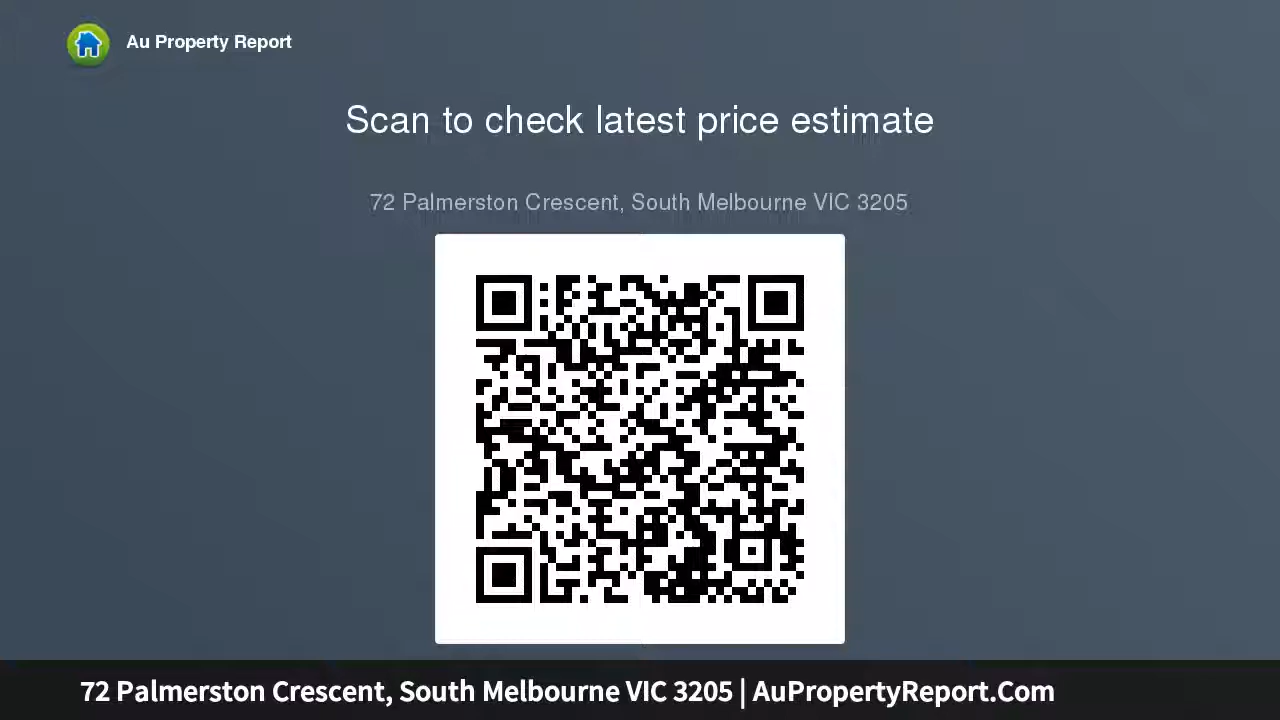 Au Property Report
Scan to check latest price estimate
72 Palmerston Crescent, South Melbourne VIC 3205
72 Palmerston Crescent, South Melbourne VIC 3205 | AuPropertyReport.Com